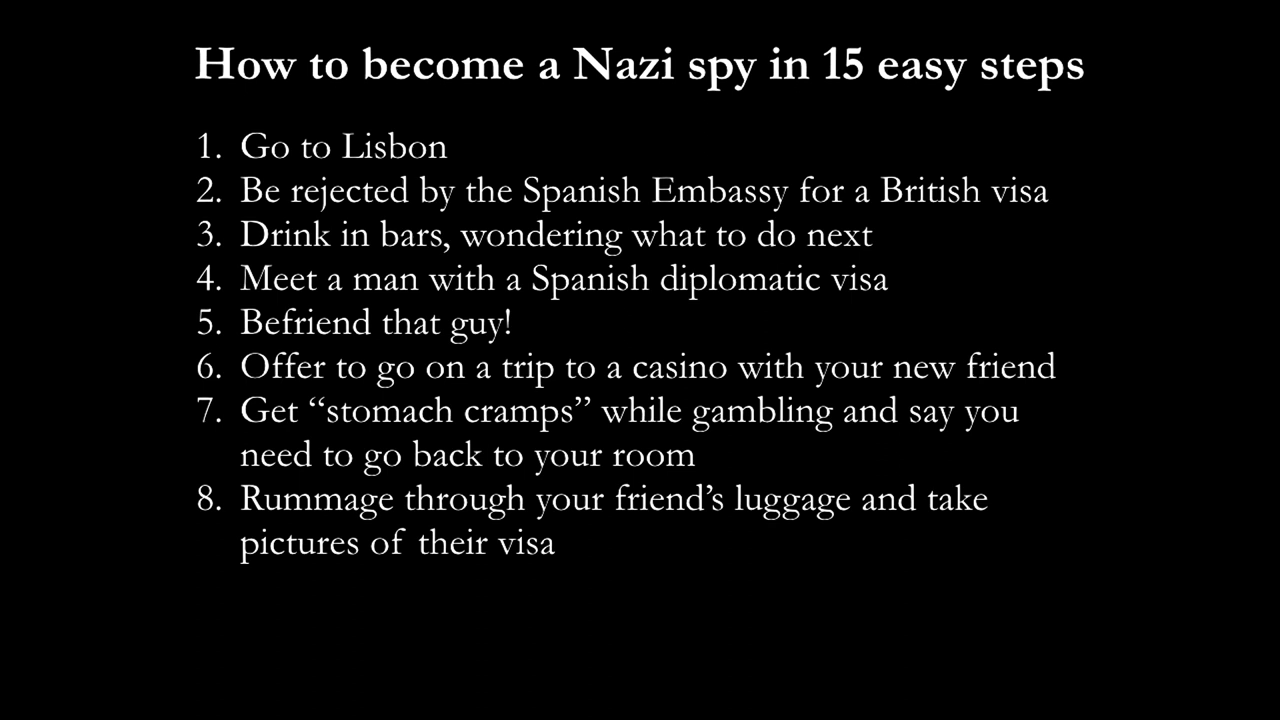 How to become a Nazi spy in 15 easy steps
1. Go to Lisbon
2. Be rejected by the Spanish Embassy for a British visa
3. Drink in bars, wondering what to do next
4. Meet a man with a Spanish diplomatic visa
5. Befriend that guy!
6. Offer to go on a trip to a casino with your new friend
7. Get “stomach cramps” while gambling and say you
need to go back to your room
8. Rummage through your friend’s luggage and take
pictures of their visa